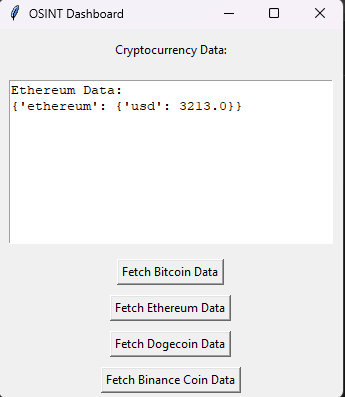 OSINT Dashboard
Cryptocurrency Data:
Ethereum Data:
{'ethereum': {'usd': 3213.0}}
Fetch Bitcoin Data
Fetch Ethereum Data
Fetch Dogecoin Data
Fetch Binance Coin Data